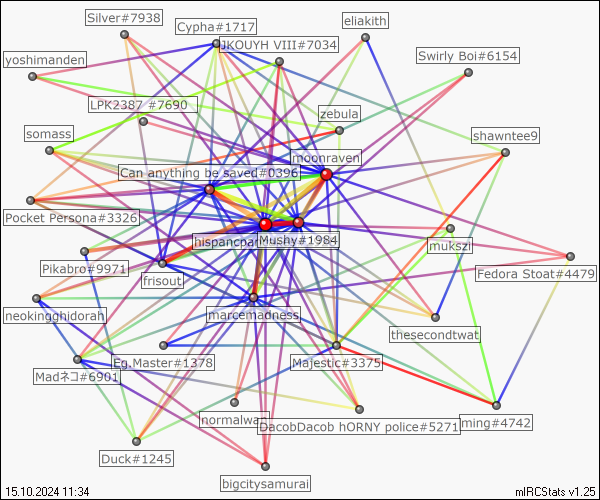 Silver#7938
Cypha#1717
eliakith
JKOUYH VIII#7034
yoshimanden
Swirly Boi#6154
LPK2387 #7690
zebula
somass
shawntee9
moonraven
Can anything be saved#0396
Pocket Persona#3326
Mushy#1984
mukszi
Pikabro#9971
frisout
Fedora Stoat#4479
neokingghidorah
marcemadness
thesecondtwat
Eg.Master#1378
Majestic#3375
Madネコ#6901
normalwan
DacobDacob hORNY police#5271
ming#4742
Duck#1245
bigcitysamurai
15.10.2024 11:34
mIRCStats v1.25